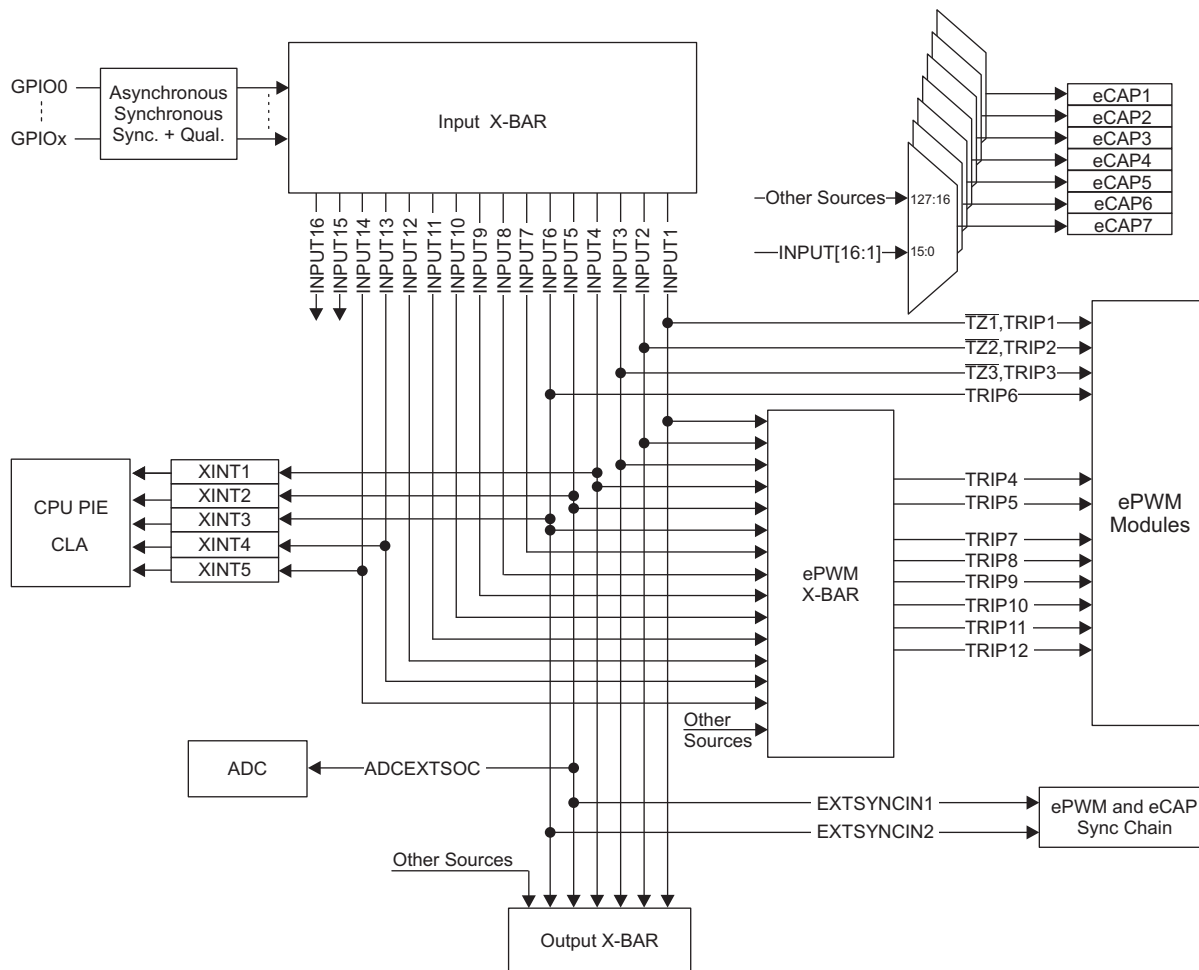 GPIO0
GPIOx
Asynchronous
Synchronous
Sync. + Qual.
Input X-BAR
INPUT16
INPUT15
INPUT14
INPUT13
INPUT12
INPUT11
INPUT10
INPUT9
INPUT8
INPUT7
INPUT6
INPUT5
INPUT4
INPUT3
INPUT2
INPUT1
Other Sources
127:16
INPUT[16:1]
15:0
eCAP1
eCAP2
eCAP3
eCAP4
eCAP5
eCAP6
eCAP7
TZ1,TRIP1
TZ2,TRIP2
TZ3,TRIP3
TRIP6
CPU PIE
CLA
XINT1
XINT2
XINT3
XINT4
XINT5
ePWM
X-BAR
TRIP4
TRIP5
TRIP7
TRIP8
TRIP9
TRIP10
TRIP11
TRIP12
ePWM
Modules
Other
Sources
ADC
ADCEXTSOC
EXTSYNCIN1
EXTSYNCIN2
ePWM and eCAP
Sync Chain
Other Sources
Output X-BAR